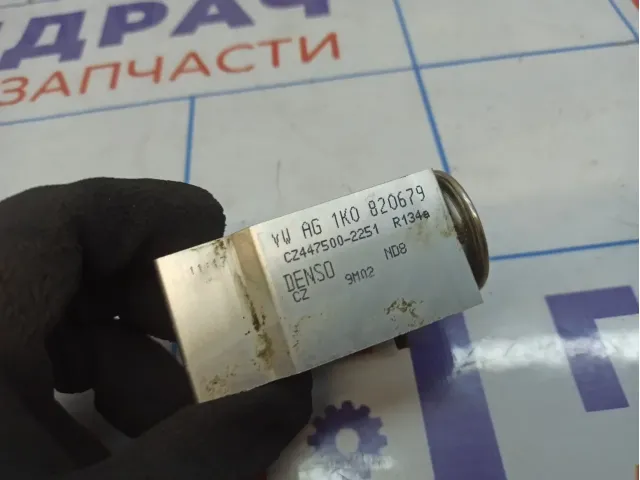 ДРАЧ
ЗАПЧАСТИ
VW AG 1K0 820679
CZ447500-2251 R134a
DENSO ND8
CZ 9M02